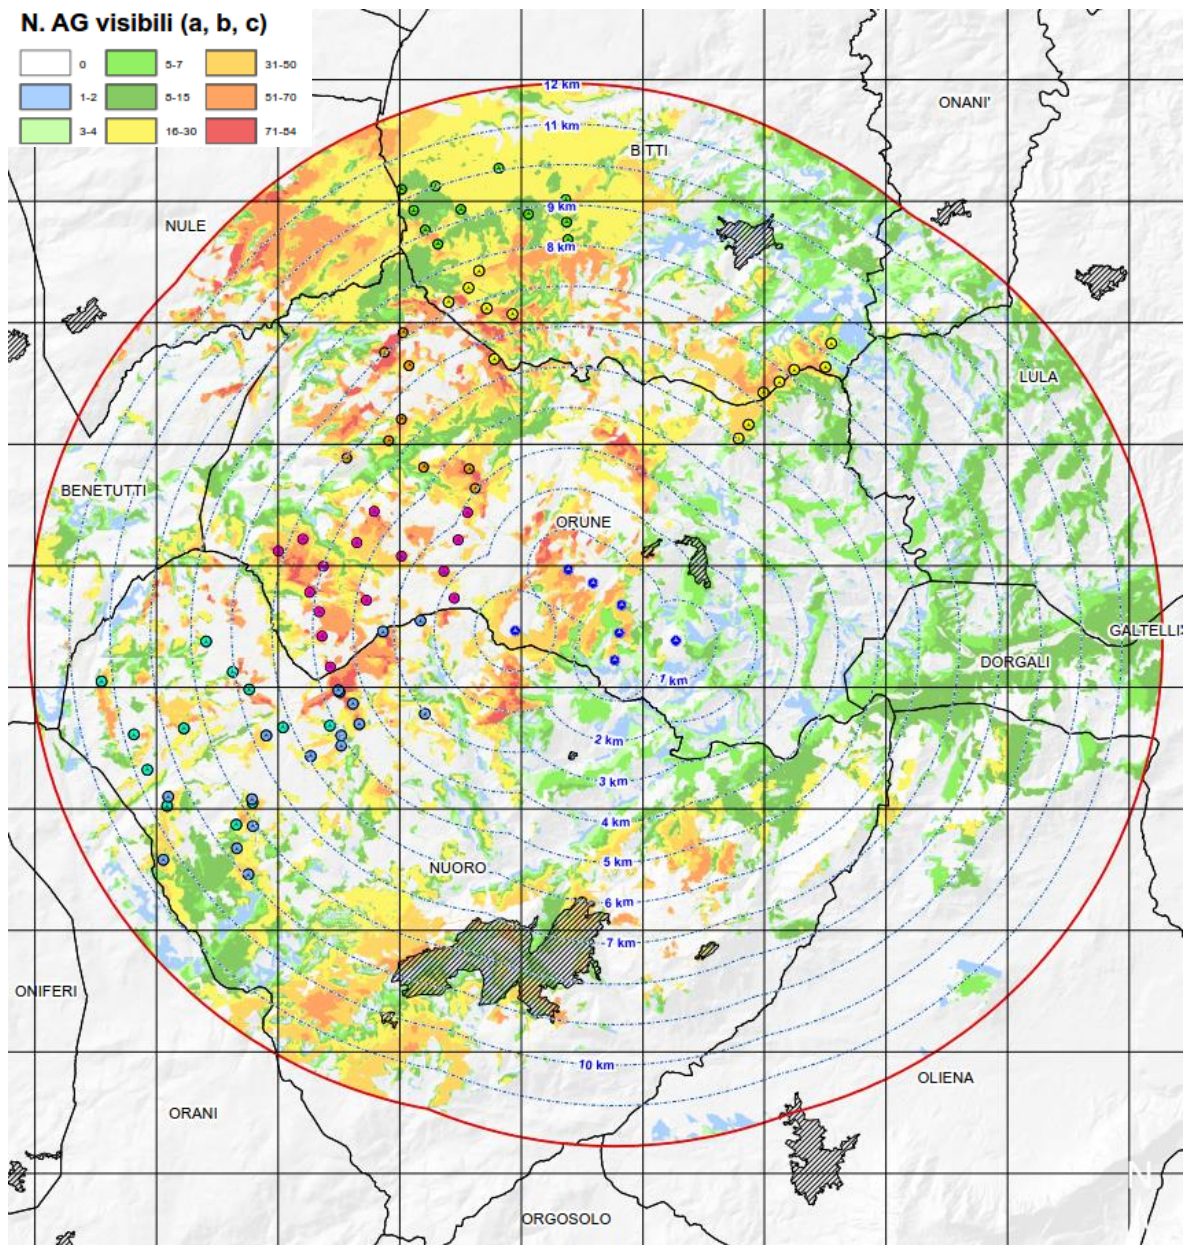 N. AG visibili (a, b, c)
0
5-7
31-50
1-2
8-15
51-70
3-4
16-30
71-84
12 km
ONANI'
11 km
BITTI
9 km
NULE
8 km
LULA
BENETUTTI
ORUNE
GALTELLI
DORGALI
1 km
2 km
3 km
4 km
5 km
NUORO
6 km
7 km
ONIFERI
10 km
OLIENA
ORANI
N
ORGOSOLO